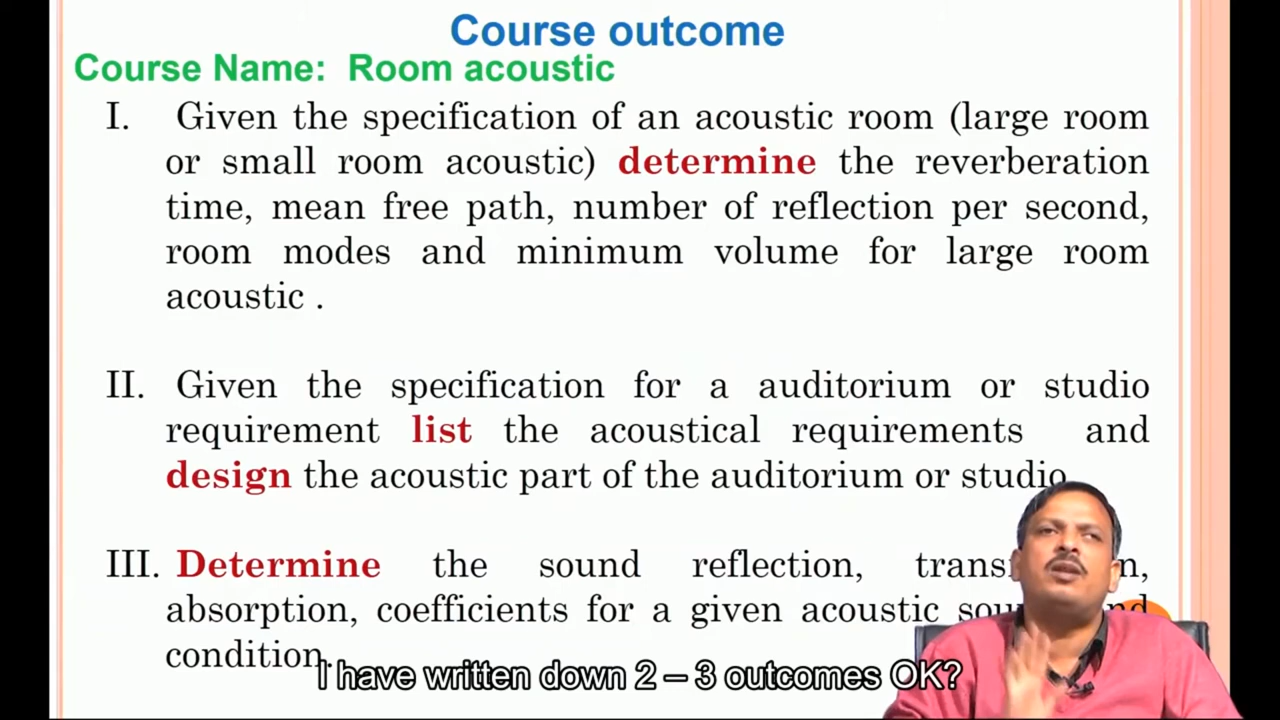 Course outcome
Course Name: Room acoustic
I. Given the specification of an acoustic room (large room
or small room acoustic) determine the reverberation
time, mean free path, number of reflection per second,
room modes and minimum volume for large room
acoustic .
II. Given the specification for a auditorium or studio
requirement list the acoustical requirements and
design the acoustic part of the auditorium or studio
III. Determine the sound reflection,
absorption, coefficients for a given acoustic
condition.
I have written down 2 – 3 outcomes OK?